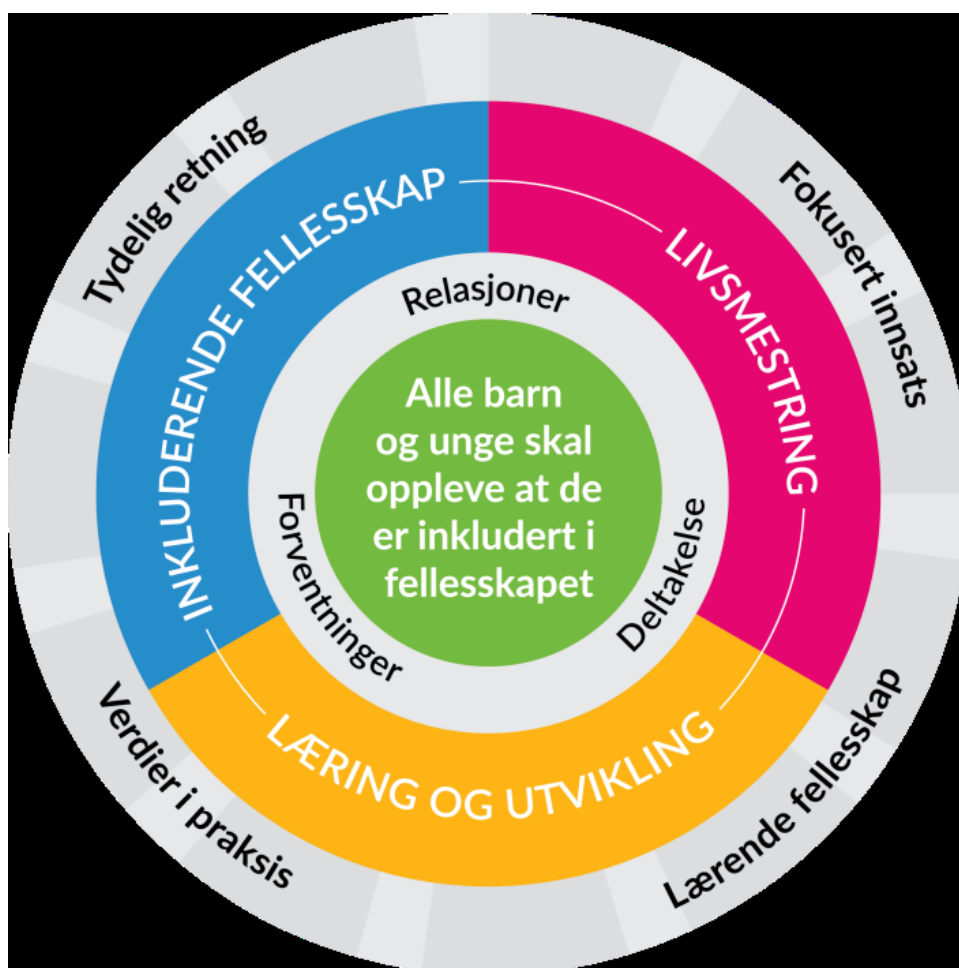 Tydelig retning
Fokusert innsats
INKLUDERENDE FELLESSKAP
LIVSMESTRING
Relasjoner
Alle barn
og unge skal
oppleve at de
er inkludert i
fellesskapet
Forventninger
Deltakelse
LÆRING OG UTVIKLING
Verdier i praksis
Lærende fellesskap